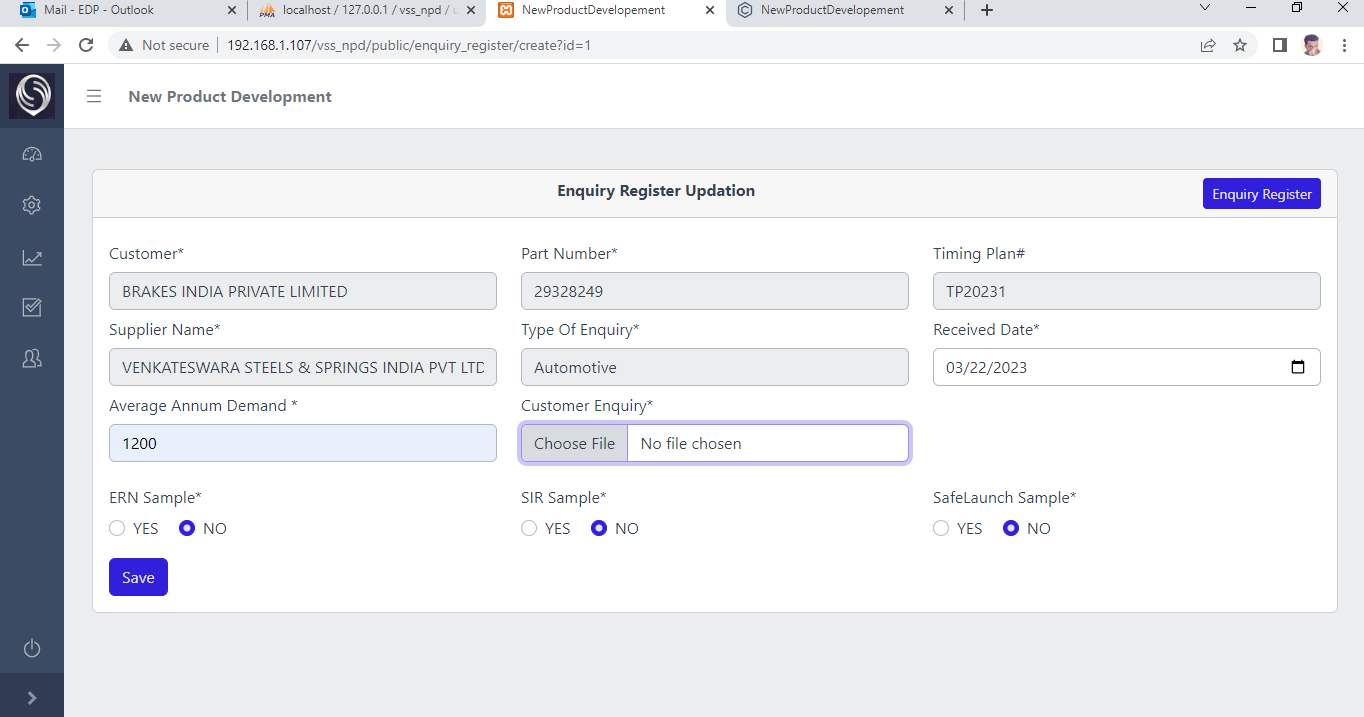 Mail - EDP - Outlook
localhost / 127.0.0.1 / vss_npd /
NewProductDevelopement
NewProductDevelopement
Not secure
192.168.1.107/vss_npd/public/enquiry_register/create?id=1
New Product Development
Enquiry Register Updation
Enquiry Register
Customer* Part Number* Timing Plan#
BRAKES INDIA PRIVATE LIMITED 29328249 TP20231
Supplier Name* Type Of Enquiry* Received Date*
VENKATESWARA STEELS & SPRINGS INDIA PVT LTD Automotive 03/22/2023
Average Annum Demand * Customer Enquiry*
1200 Choose File No file chosen
ERN Sample* SIR Sample* SafeLaunch Sample*
YES NO YES NO YES NO
Save